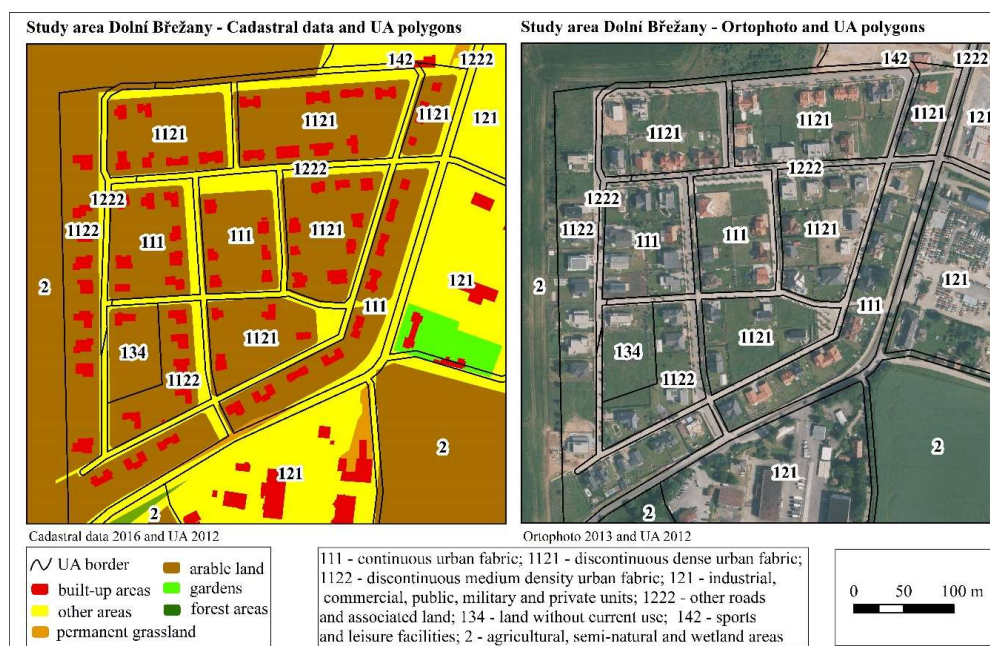 Study area Dolní Břežany - Cadastral data and UA polygons
142
1222
1121
1121
1121
121
1222
1222
1122
111
111
1121
2
121
111
134
1121
1122
2
121
2
Cadastral data 2016 and UA 2012
Study area Dolní Břežany - Ortophoto and UA polygons
142
1222
1121
1121
1121
121
1222
1222
1122
111
111
1121
2
121
111
134
1121
1122
2
121
2
Ortophoto 2013 and UA 2012
UA border
built-up areas
other areas
permanent grassland
arable land
gardens
forest areas
111 - continuous urban fabric; 1121 - discontinuous dense urban fabric;
1122 - discontinuous medium density urban fabric; 121 - industrial,
commercial, public, military and private units; 1222 - other roads
and associated land; 134 - land without current use; 142 - sports
and leisure facilities; 2 - agricultural, semi-natural and wetland areas
0 50 100 m